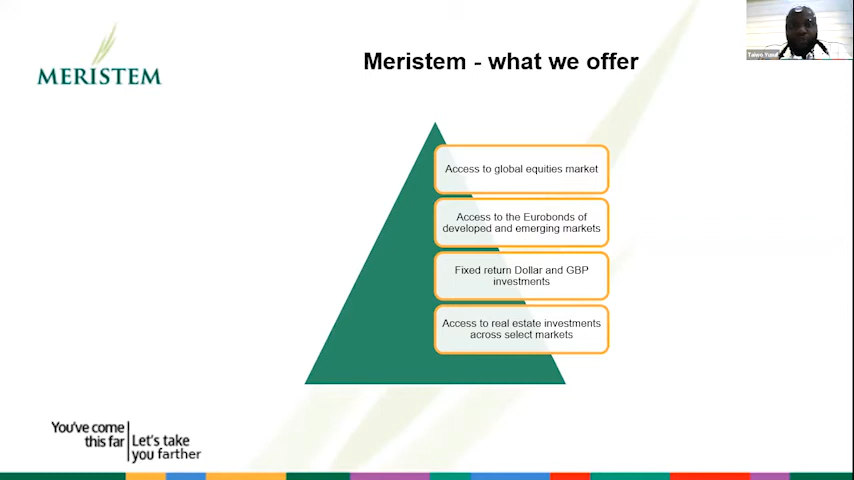 MERISTEM
Meristem - what we offer
Taiwo Yusuf
Access to global equities market
Access to the Eurobonds of
developed and emerging markets
Fixed return Dollar and GBP
investments
Access to real estate investments
across select markets
You've come
this far
Let's take
you farther